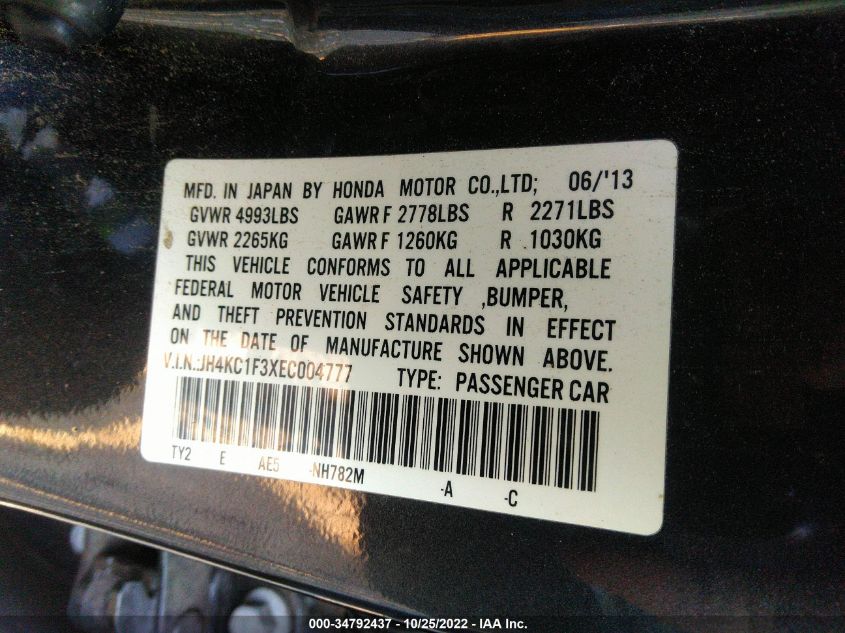 MFD. IN JAPAN BY HONDA MOTOR CO.,LTD; 06/'13
GVWR 4993LBS GAWR F 2778LBS R 2271LBS
GVWR 2265KG GAWR F 1260KG R 1030KG
THIS VEHICLE CONFORMS TO ALL APPLICABLE
FEDERAL MOTOR VEHICLE SAFETY ,BUMPER,
AND THEFT PREVENTION STANDARDS IN EFFECT
ON THE DATE OF MANUFACTURE SHOWN ABOVE.
V.I.N.:JH4KC1F3XEC004777 TYPE: PASSENGER CAR
TY2 E AE5 -NH782M -A -C
000-34792437 - 10/25/2022 - IAA Inc.